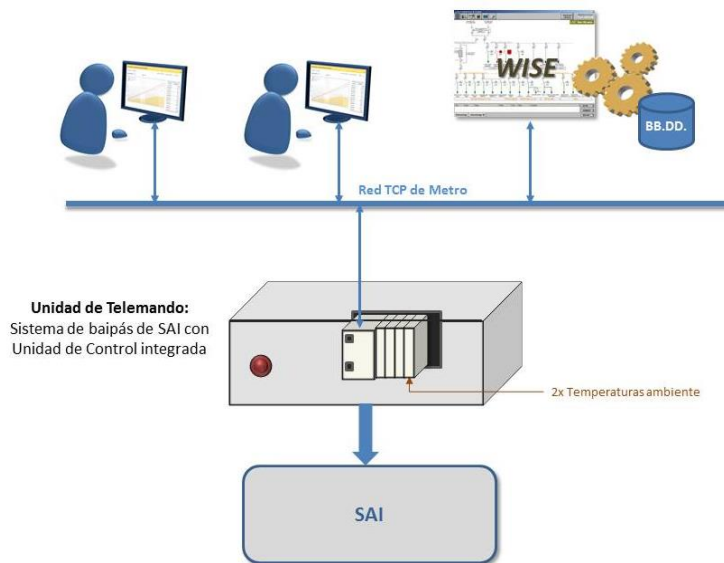 WISE
BB.DD.
Red TCP de Metro
Unidad de Telemando:
Sistema de baipás de SAI con
Unidad de Control integrada
2x Temperaturas ambiente
SAI